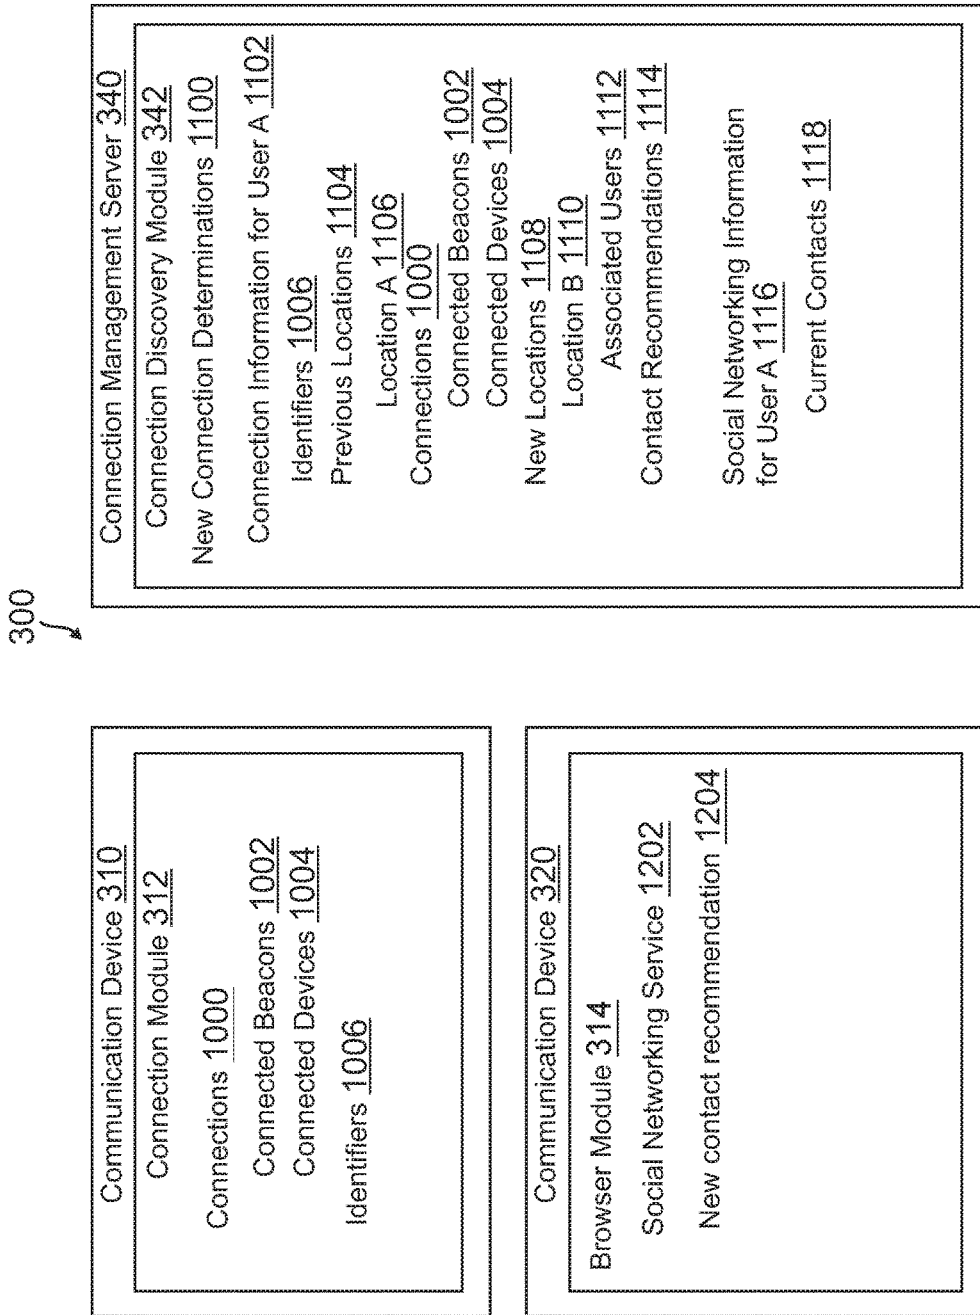 300
Communication Device 310
Connection Module 312
Connections 1000
Connected Beacons 1002
Connected Devices 1004
Identifiers 1006
Communication Device 320
Browser Module 314
Social Networking Service 1202
New contact recommendation 1204
Connection Management Server 340
Connection Discovery Module 342
New Connection Determinations 1100
Connection Information for User A 1102
Identifiers 1006
Previous Locations 1104
Location A 1106
Connections 1000
Connected Beacons 1002
Connected Devices 1004
New Locations 1108
Location B 1110
Associated Users 1112
Contact Recommendations 1114
Social Networking Information
for User A 1116
Current Contacts 1118